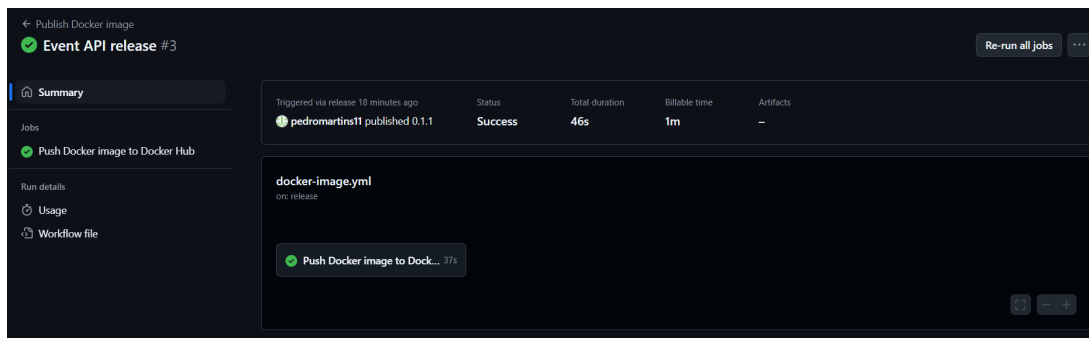 ← Publish Docker image
Event API release #3
Re-run all jobs
...
Summary
Jobs
Push Docker image to Docker Hub
Run details
Usage
Workflow file
Triggered via release 18 minutes ago
pedromartins11 published 0.1.1
Status
Success
Total duration
46s
Billable time
1m
Artifacts
–
docker-image.yml
on: release
Push Docker image to Dock... 37s